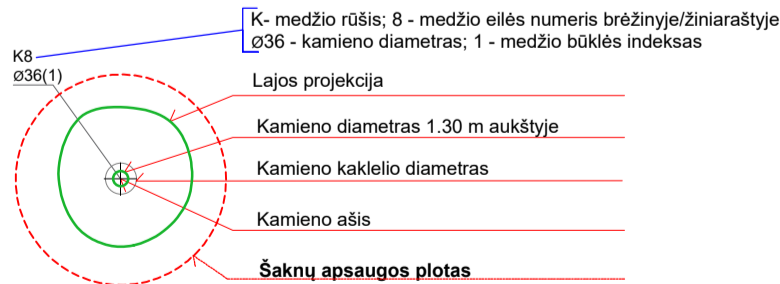 K- medžio rūšis; 8 - medžio eilės numeris brėžinyje/žiniaraštyje
Ø36 - kamieno diametras; 1 - medžio būklės indeksas
K8
Ø36(1)
Lajos projekcija
Kamieno diametras 1.30 m aukštyje
Kamieno kaklelio diametras
Kamieno ašis
Šaknų apsaugos plotas